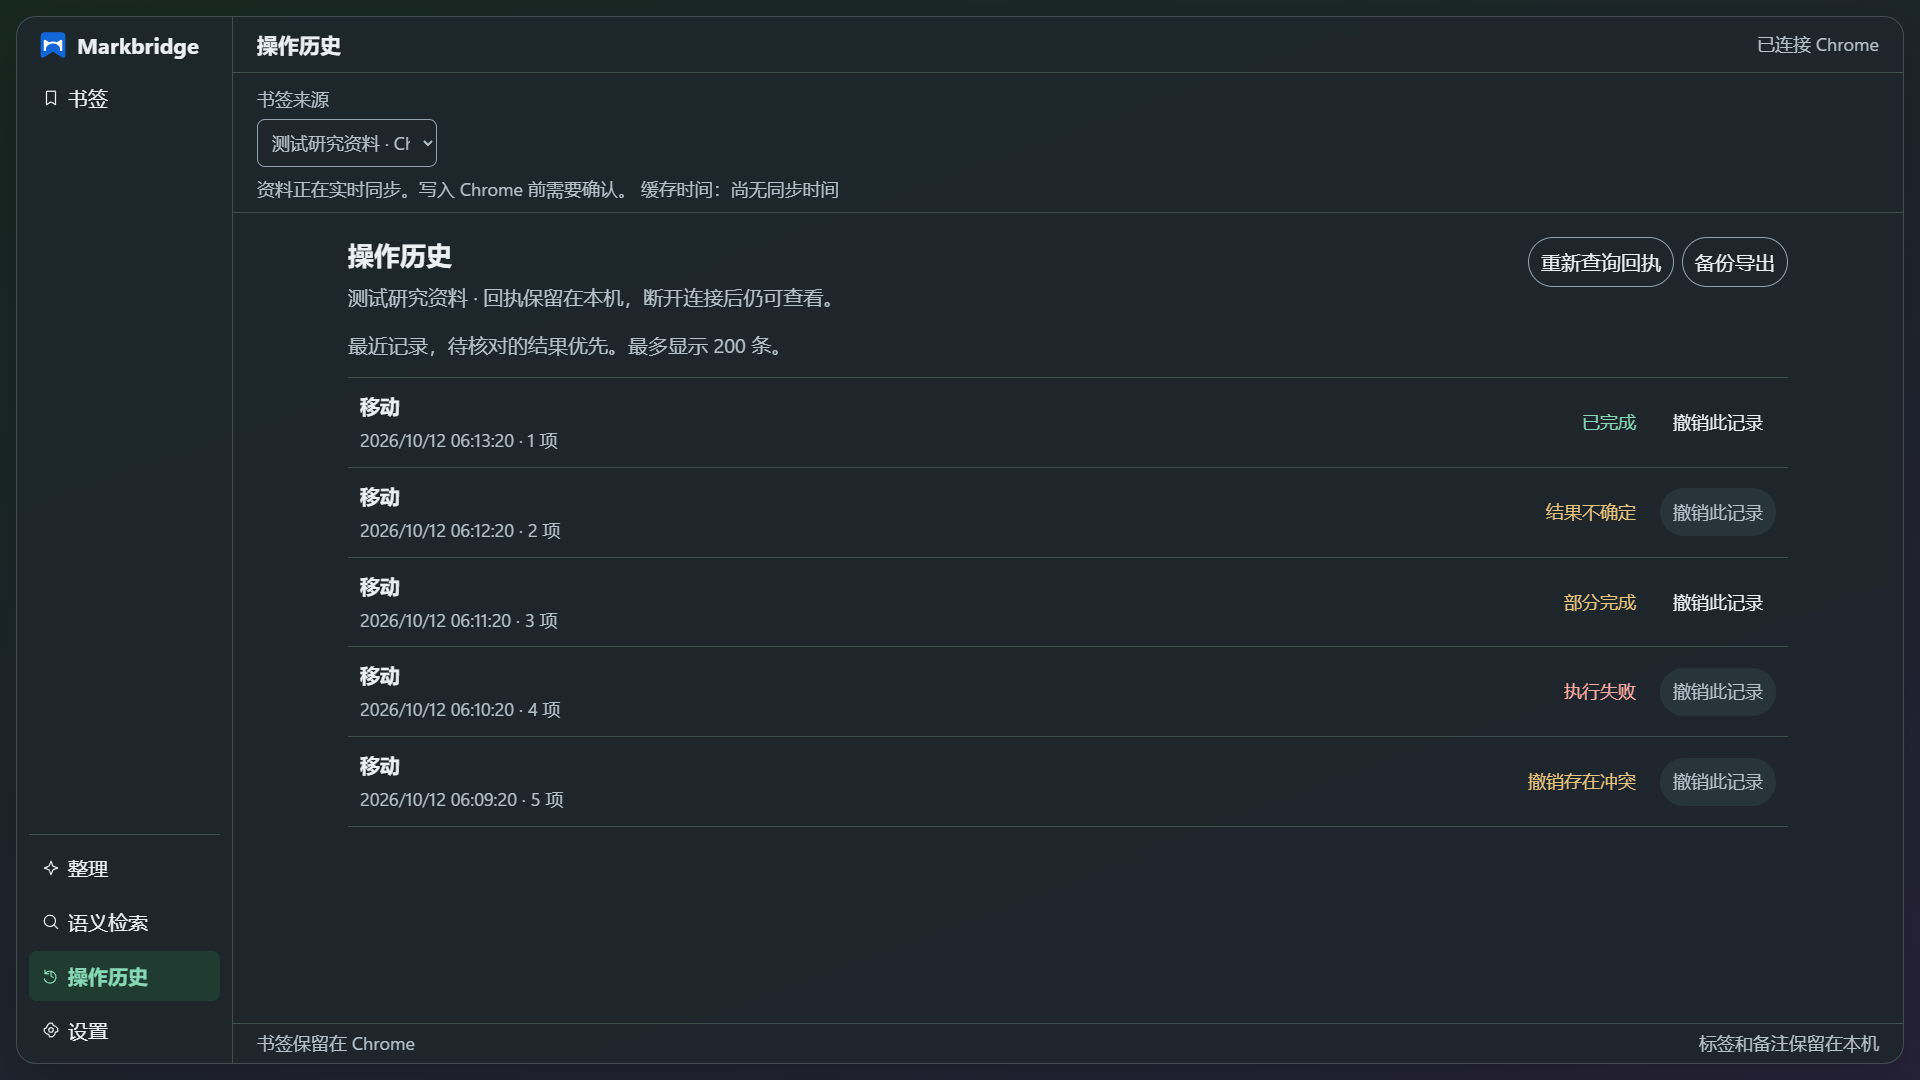 Markbridge
书签
整理
语义检索
操作历史
设置
操作历史
已连接 Chrome
书签来源
测试研究资料 · Ch
资料正在实时同步。写入 Chrome 前需要确认。 缓存时间：尚无同步时间
操作历史
重新查询回执
备份导出
测试研究资料 · 回执保留在本机，断开连接后仍可查看。
最近记录，待核对的结果优先。最多显示 200 条。
移动
2026/10/12 06:13:20 · 1 项
已完成
撤销此记录
移动
2026/10/12 06:12:20 · 2 项
结果不确定
撤销此记录
移动
2026/10/12 06:11:20 · 3 项
部分完成
撤销此记录
移动
2026/10/12 06:10:20 · 4 项
执行失败
撤销此记录
移动
2026/10/12 06:09:20 · 5 项
撤销存在冲突
撤销此记录
书签保留在 Chrome
标签和备注保留在本机